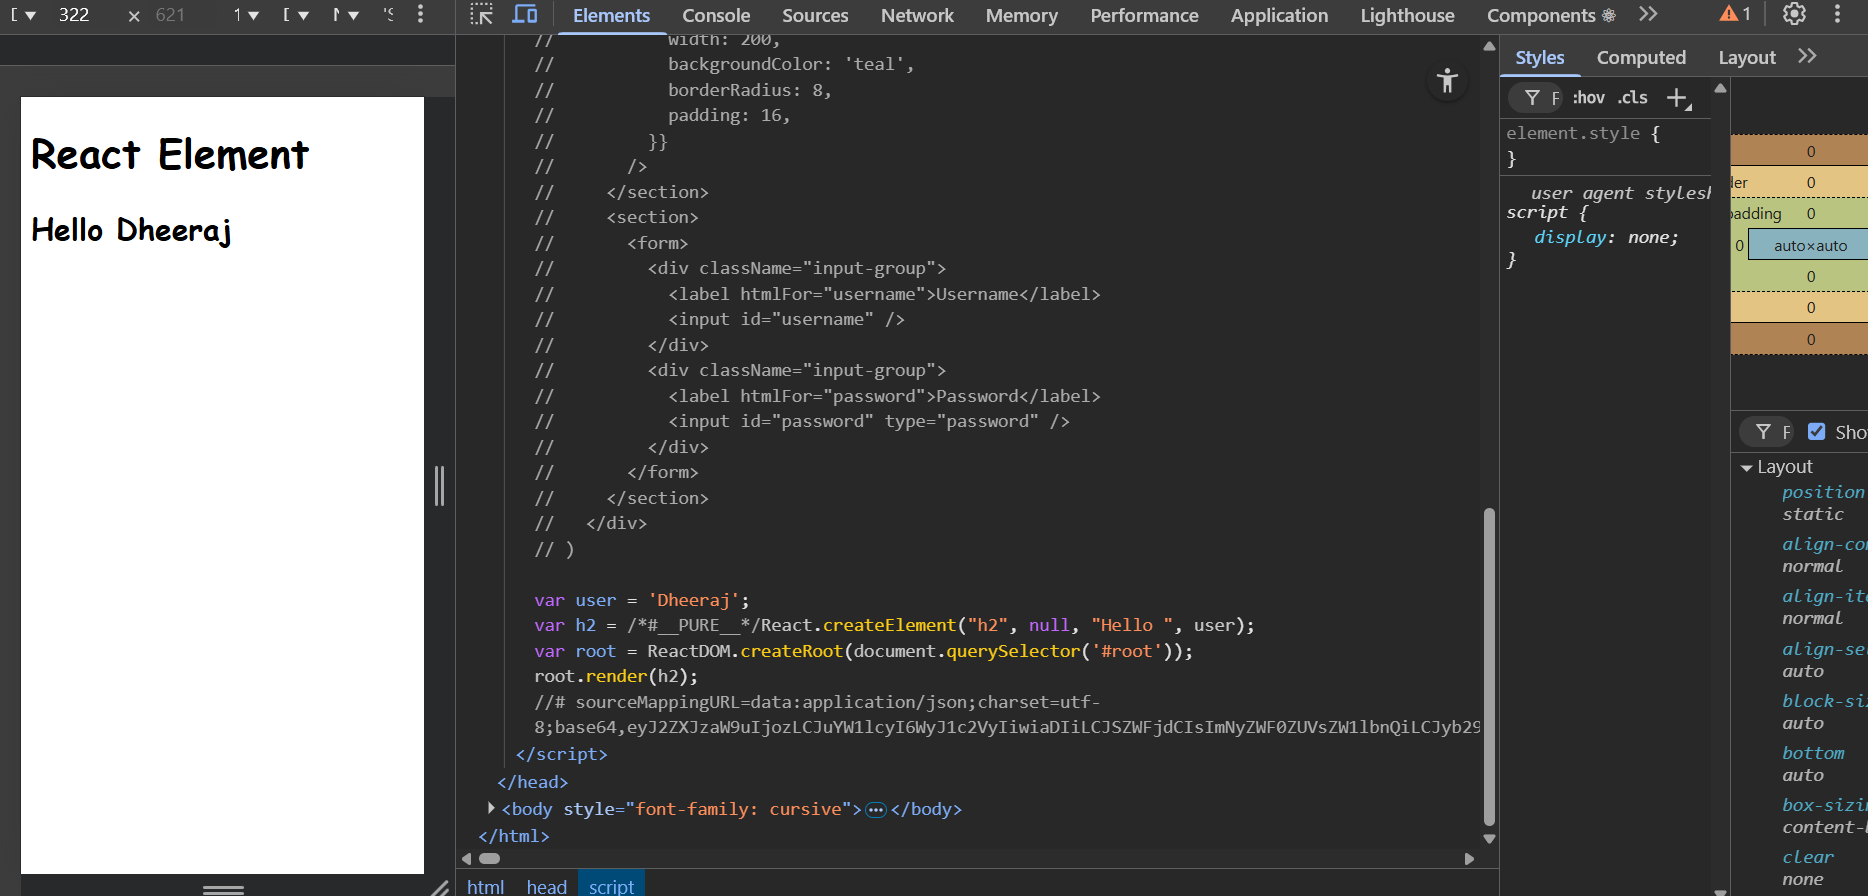 322 × 621
Elements Console Sources Network Memory Performance Application Lighthouse Components 1
React Element
Hello Dheeraj
// width: 200,
// backgroundColor: 'teal',
// borderRadius: 8,
// padding: 16,
// }}
// />
// </section>
// <section>
// <form>
// <div className="input-group">
// <label htmlFor="username">Username</label>
// <input id="username" />
// </div>
// <div className="input-group">
// <label htmlFor="password">Password</label>
// <input id="password" type="password" />
// </div>
// </form>
// </section>
// </div>
// )
var user = 'Dheeraj';
var h2 = /*#__PURE__*/React.createElement("h2", null, "Hello ", user);
var root = ReactDOM.createRoot(document.querySelector('#root'));
root.render(h2);
//# sourceMappingURL=data:application/json;charset=utf-
8;base64,eyJ2ZXJzaW9uIjozLCJuYW1lcyI6WyJ1c2VyIiwiaDIiLCJSZWFjdCIsImNyZWF0ZUVsZW1lbnQiLCJyb29
</script>
</head>
<body style="font-family: cursive"> </body>
</html>
html head script
Styles Computed Layout
F :hov .cls
element.style {
}
user agent stylesh
script {
display: none;
}
0
der 0
padding 0
0 auto×auto
0
0
0
F Sho
Layout
position
static
align-con
normal
align-ite
normal
align-sel
auto
block-siz
auto
bottom
auto
box-sizin
content-b
clear
none